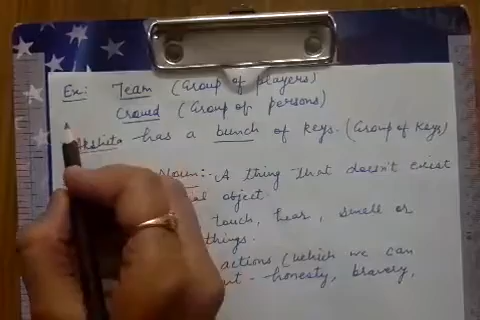 Ex: Team (Group of players)
Crowd (Group of persons)
Akshita has a bunch of keys. (Group of keys)
Noun:- A thing that doesn't exist
object.
touch, hear, smell or
things.
actions (which we can
honesty, bravery,